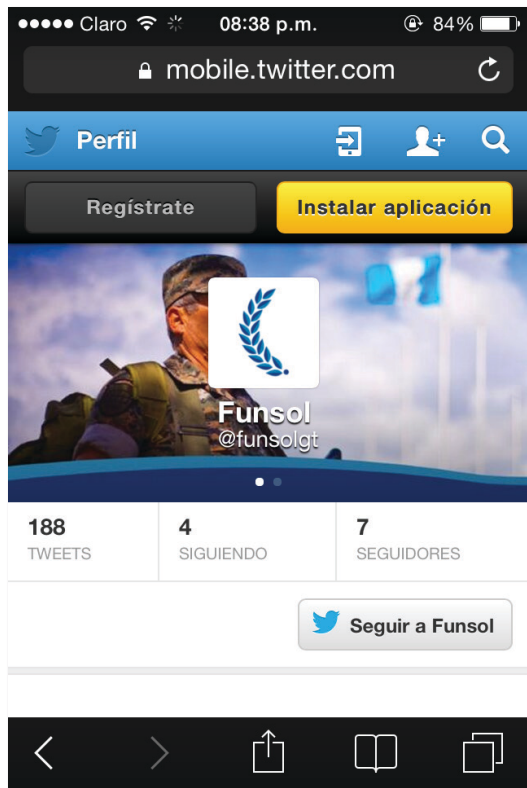 Claro 08:38 p.m. 84%
mobile.twitter.com
Perfil
Regístrate Instalar aplicación
Funsol
@funsolgt
188 4 7
TWEETS SIGUIENDO SEGUIDORES
Seguir a Funsol